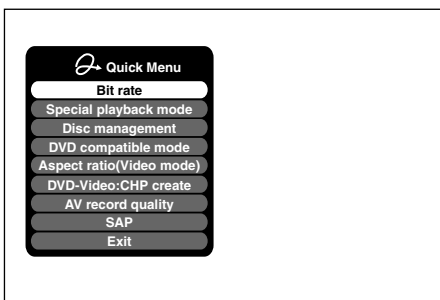 Quick Menu
Bit rate
Special playback mode
Disc management
DVD compatible mode
Aspect ratio(Video mode)
DVD-Video:CHP create
AV record quality
SAP
Exit